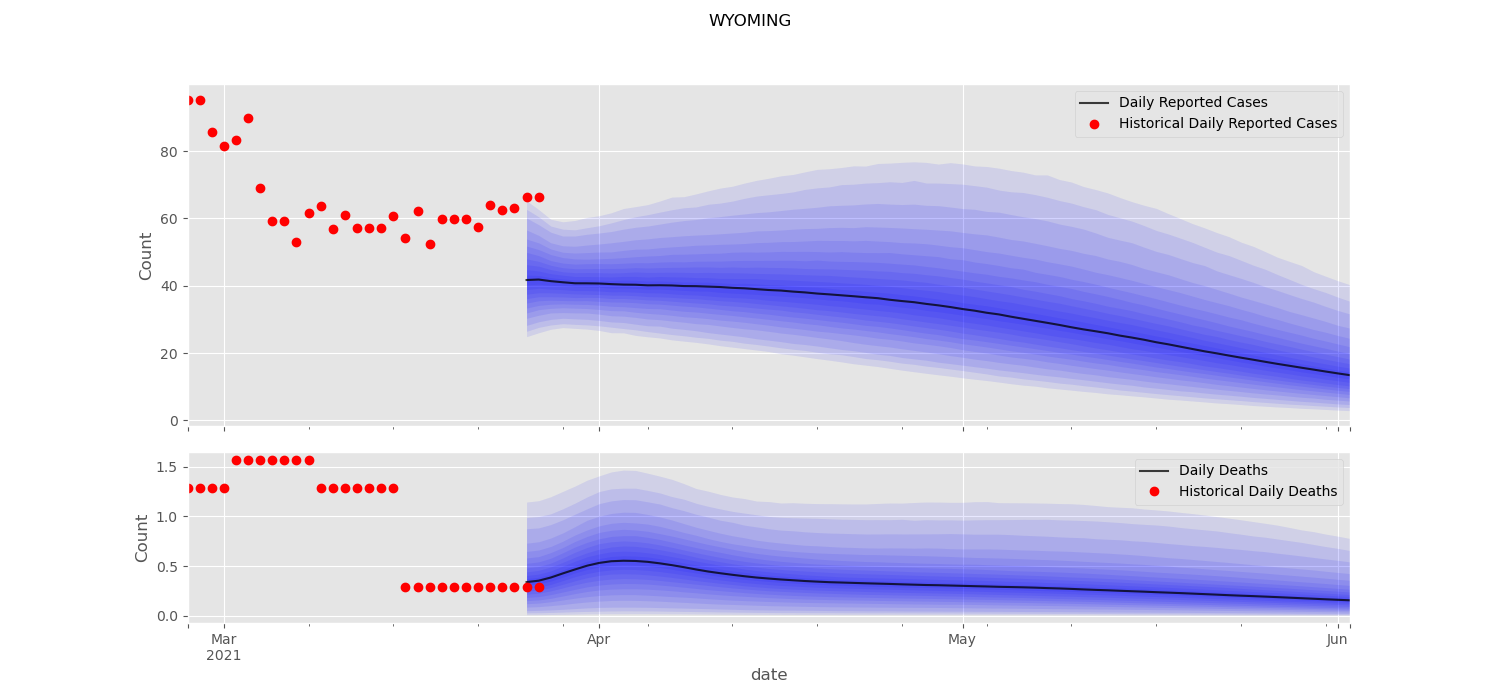 WYOMING
Daily Reported Cases
Historical Daily Reported Cases
80
60
40
20
0
Count
Daily Deaths
Historical Daily Deaths
1.5
1.0
0.5
0.0
Count
Mar
2021
Apr
May
Jun
date